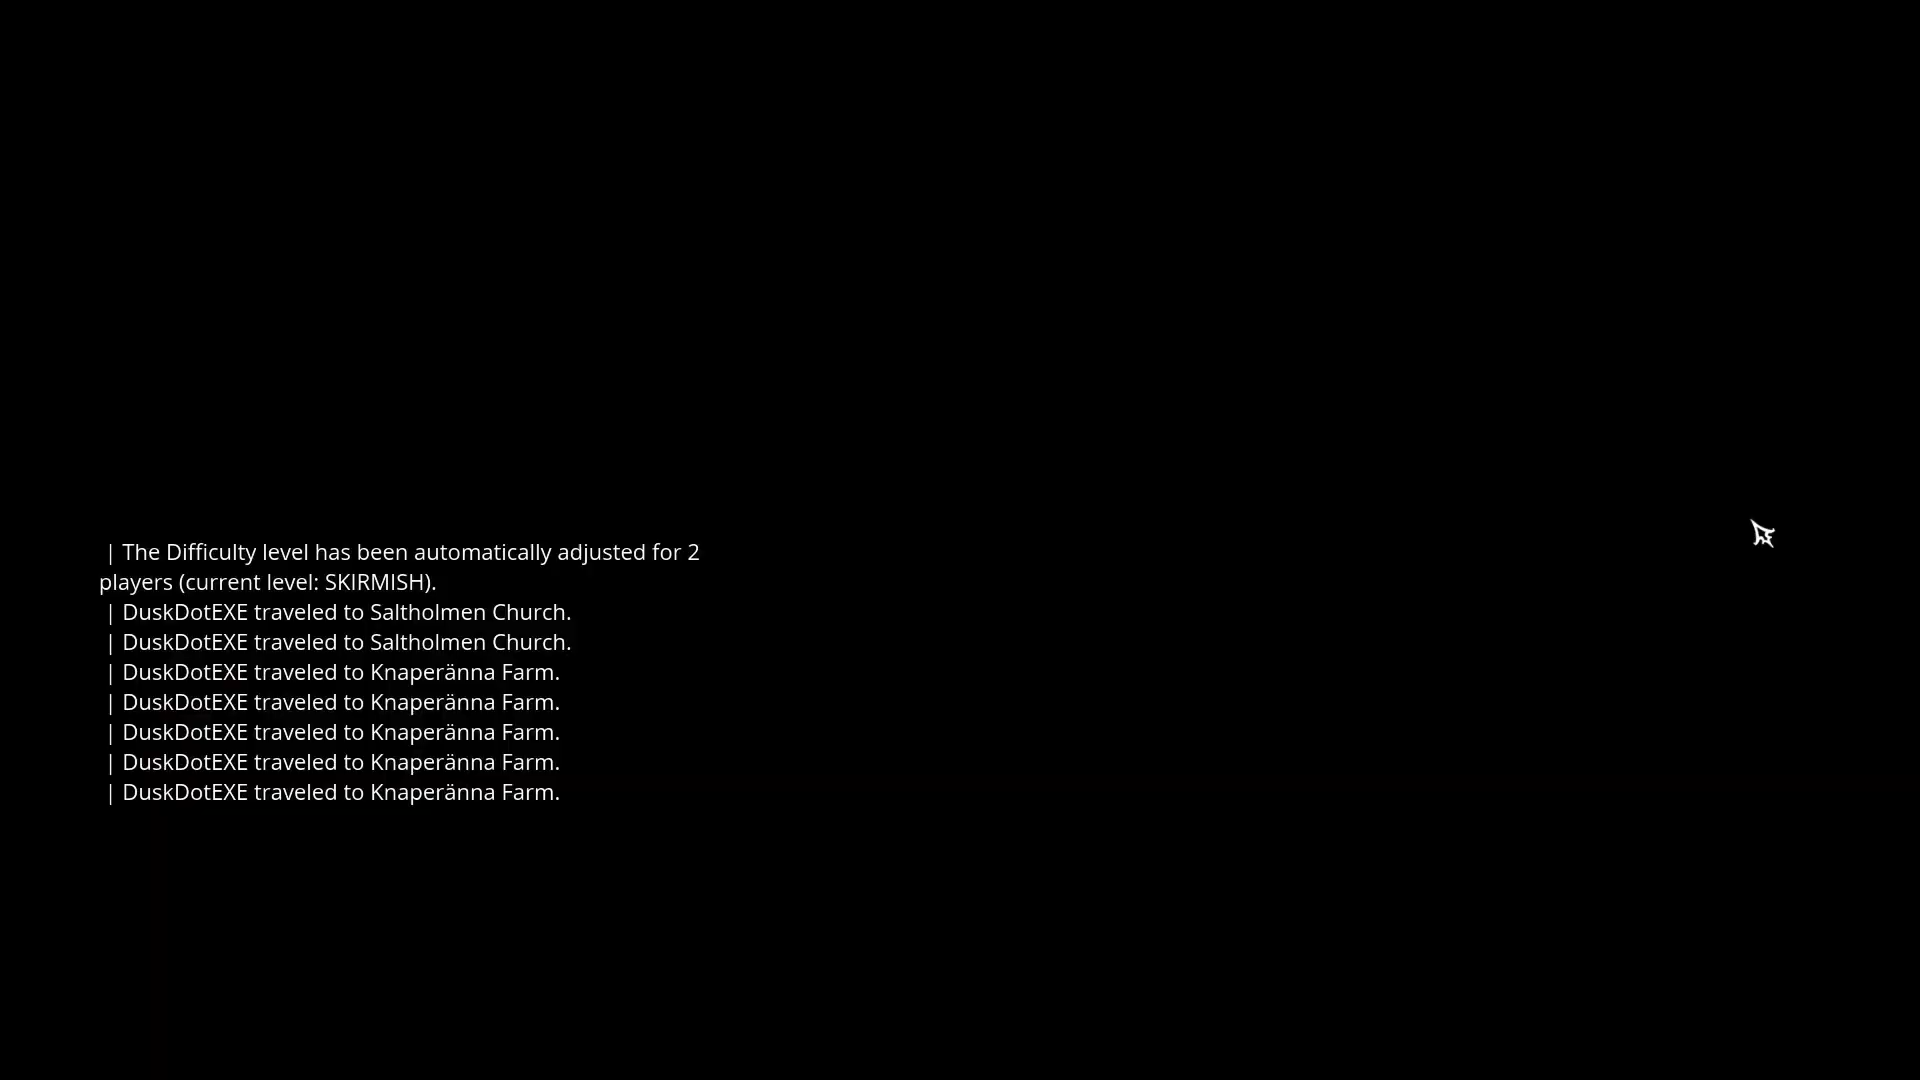 | The Difficulty level has been automatically adjusted for 2
players (current level: SKIRMISH).
| DuskDotEXE traveled to Saltholmen Church.
| DuskDotEXE traveled to Saltholmen Church.
| DuskDotEXE traveled to Knaperänna Farm.
| DuskDotEXE traveled to Knaperänna Farm.
| DuskDotEXE traveled to Knaperänna Farm.
| DuskDotEXE traveled to Knaperänna Farm.
| DuskDotEXE traveled to Knaperänna Farm.